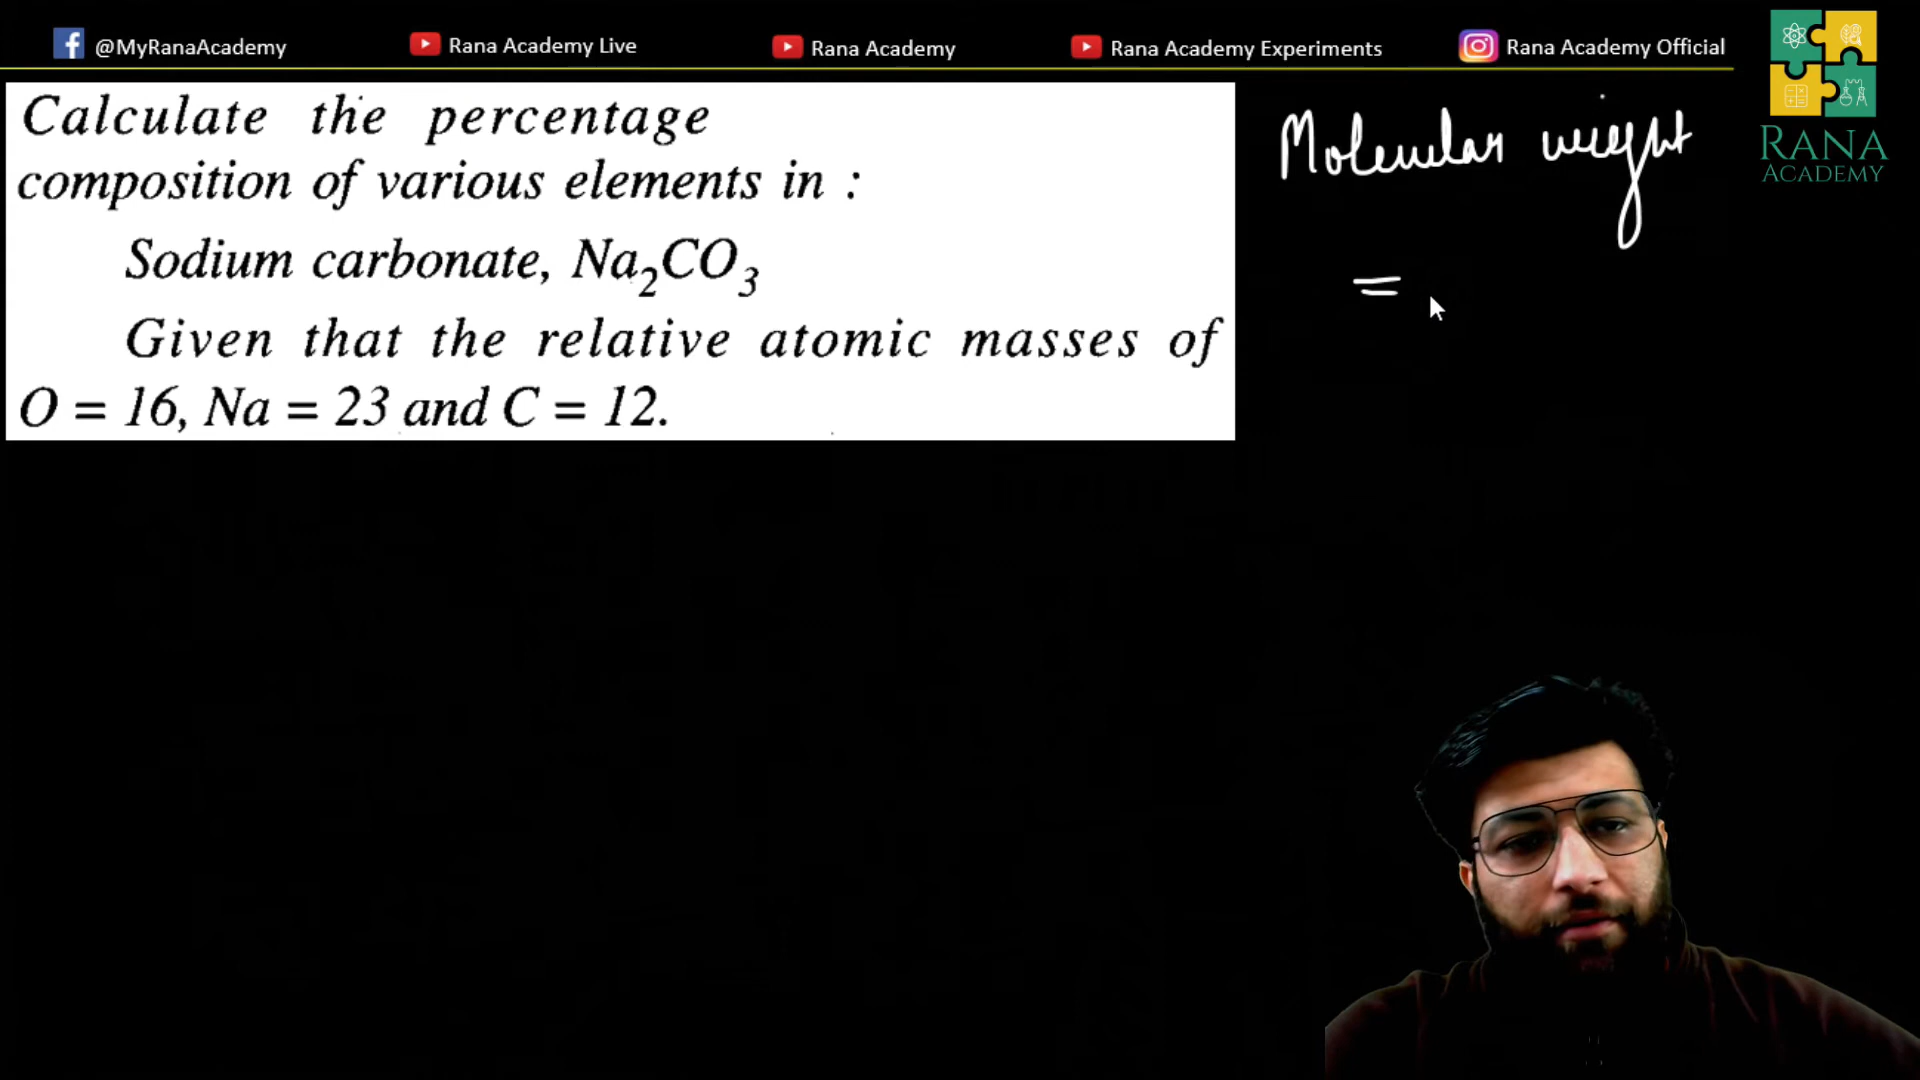 @MyRanaAcademy Rana Academy Live Rana Academy Rana Academy Experiments Rana Academy Official
Calculate the percentage
composition of various elements in :
Sodium carbonate, Na₂CO₃
Given that the relative atomic masses of
O = 16, Na = 23 and C = 12.
Molecular weight
=
RANA
ACADEMY